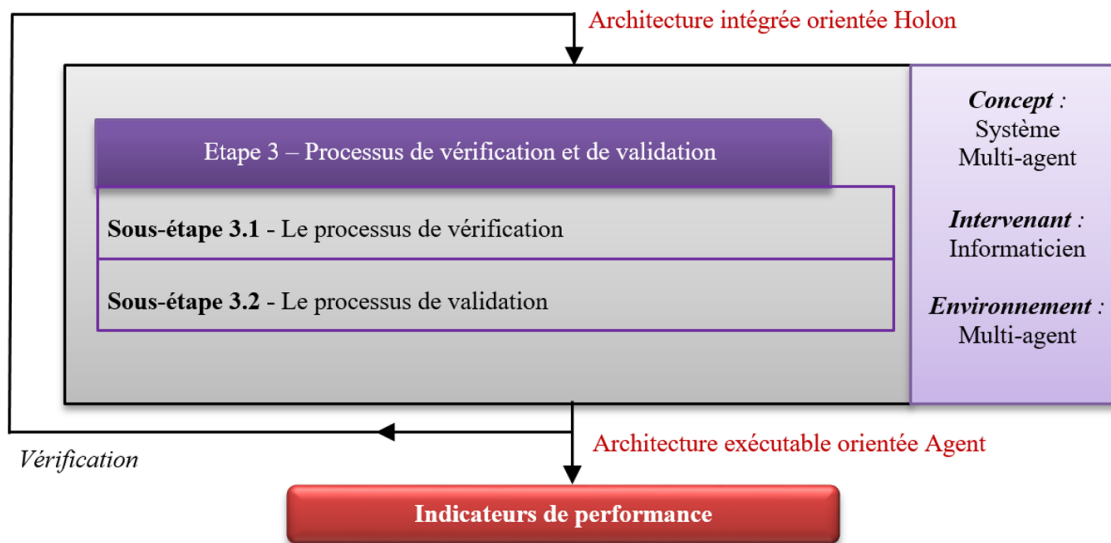 Architecture intégrée orientée Holon
Etape 3 – Processus de vérification et de validation
Sous-étape 3.1 - Le processus de vérification
Sous-étape 3.2 - Le processus de validation
Concept :
Système
Multi-agent
Intervenant :
Informaticien
Environnement :
Multi-agent
Architecture exécutable orientée Agent
Vérification
Indicateurs de performance